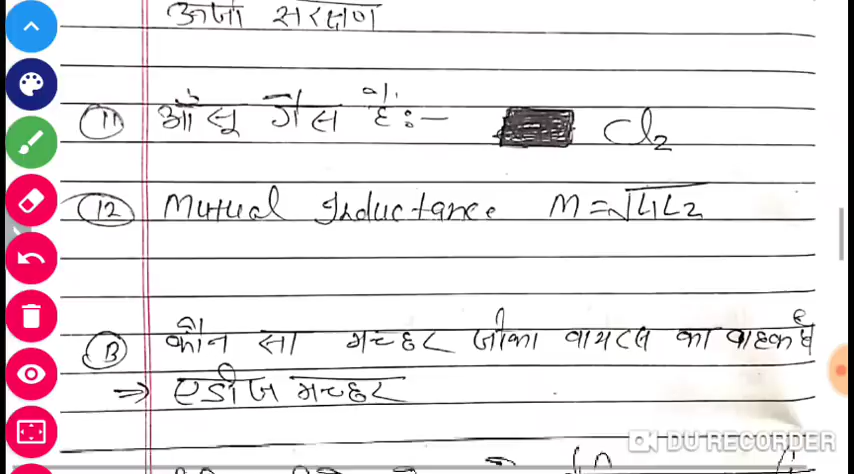 ऊर्जा संरक्षण
(11) आँसू गैस है:- Cl₂
(12) Mutual Inductance M=√L1L2
(13) कौन सा मच्छर जीका वायरस का वाहक है
⇒ एडीज मच्छर
DU RECORDER